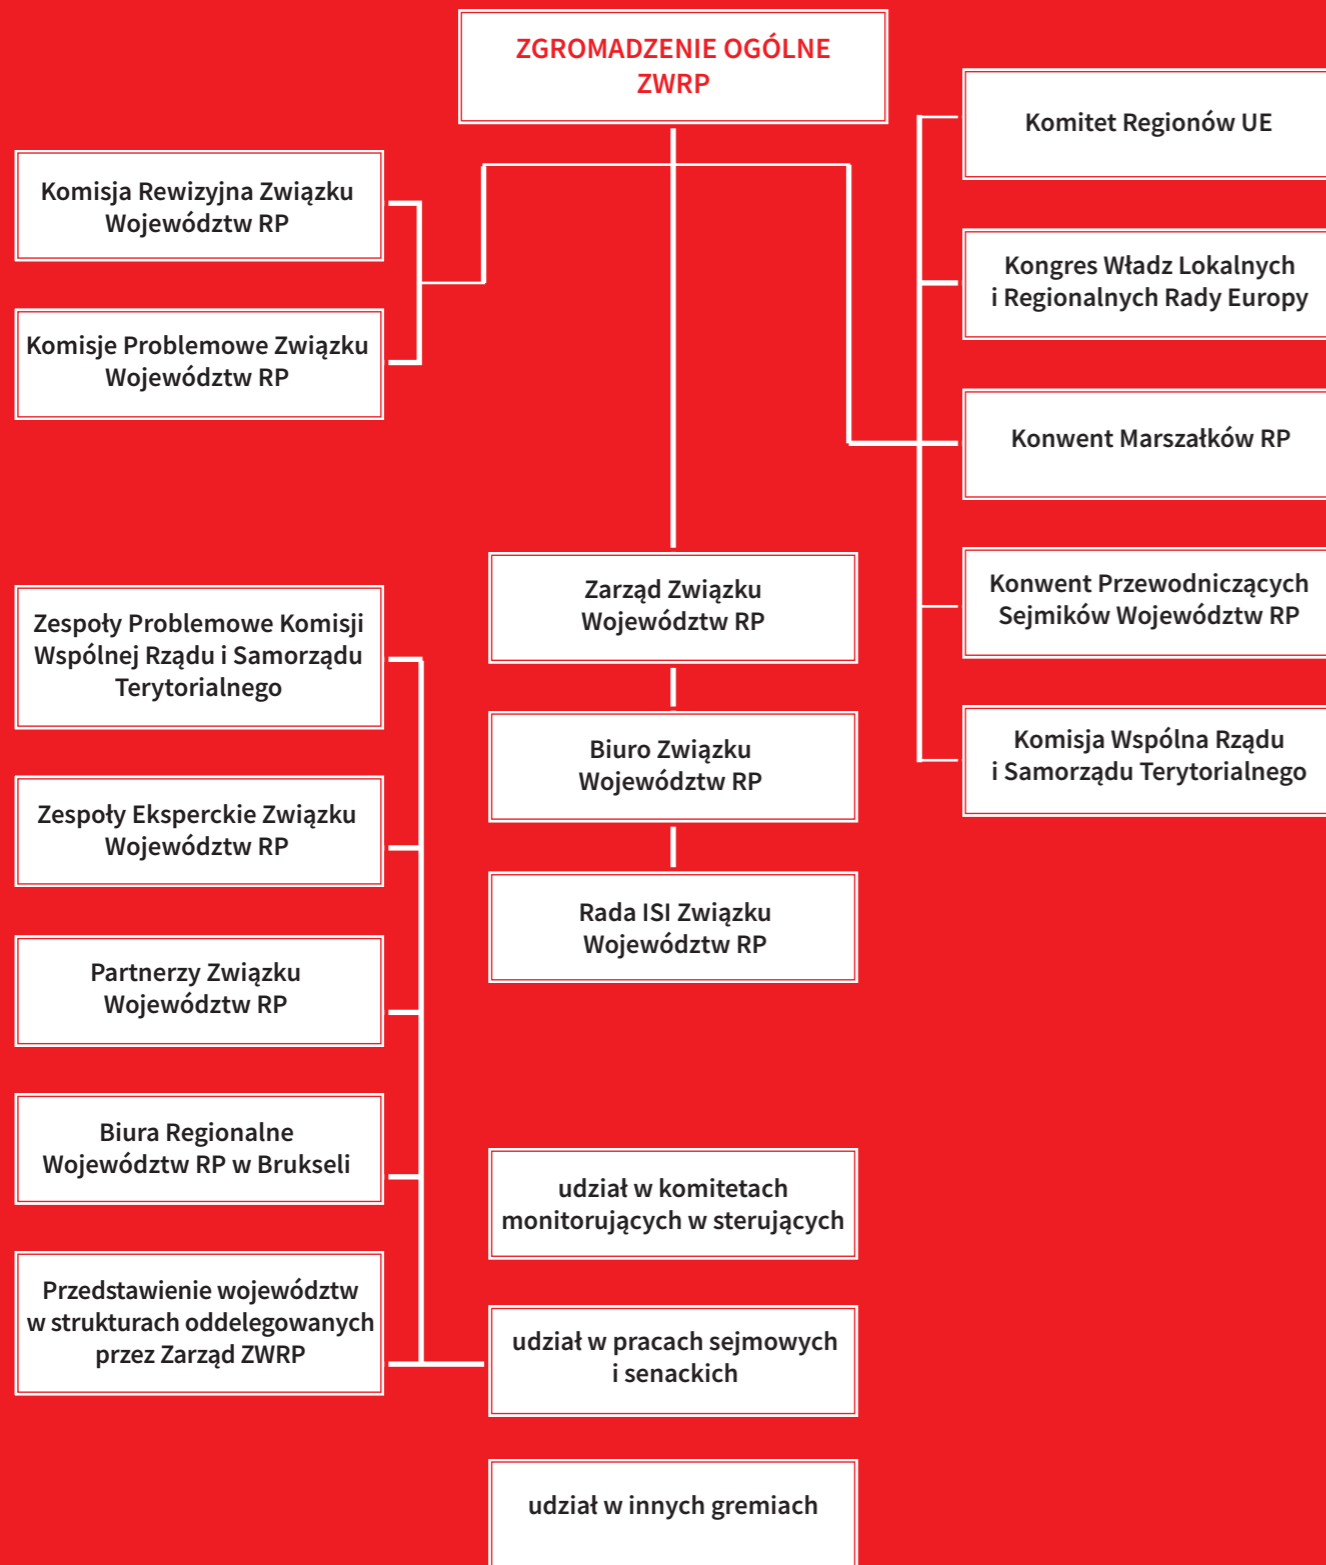 ZGROMADZENIE OGÓLNE
ZWRP
Komisja Rewizyjna Związku
Województw RP
Komisje Problemowe Związku
Województw RP
Komitet Regionów UE
Kongres Władz Lokalnych
i Regionalnych Rady Europy
Konwent Marszałków RP
Konwent Przewodniczących
Sejmików Województw RP
Komisja Wspólna Rządu
i Samorządu Terytorialnego
Zarząd Związku
Województw RP
Biuro Związku
Województw RP
Rada ISI Związku
Województw RP
Zespoły Problemowe Komisji
Wspólnej Rządu i Samorządu
Terytorialnego
Zespoły Eksperckie Związku
Województw RP
Partnerzy Związku
Województw RP
Biura Regionalne
Województw RP w Brukseli
Przedstawienie województw
w strukturach oddelegowanych
przez Zarząd ZWRP
udział w komitetach
monitorujących w sterujących
udział w pracach sejmowych
i senackich
udział w innych gremiach